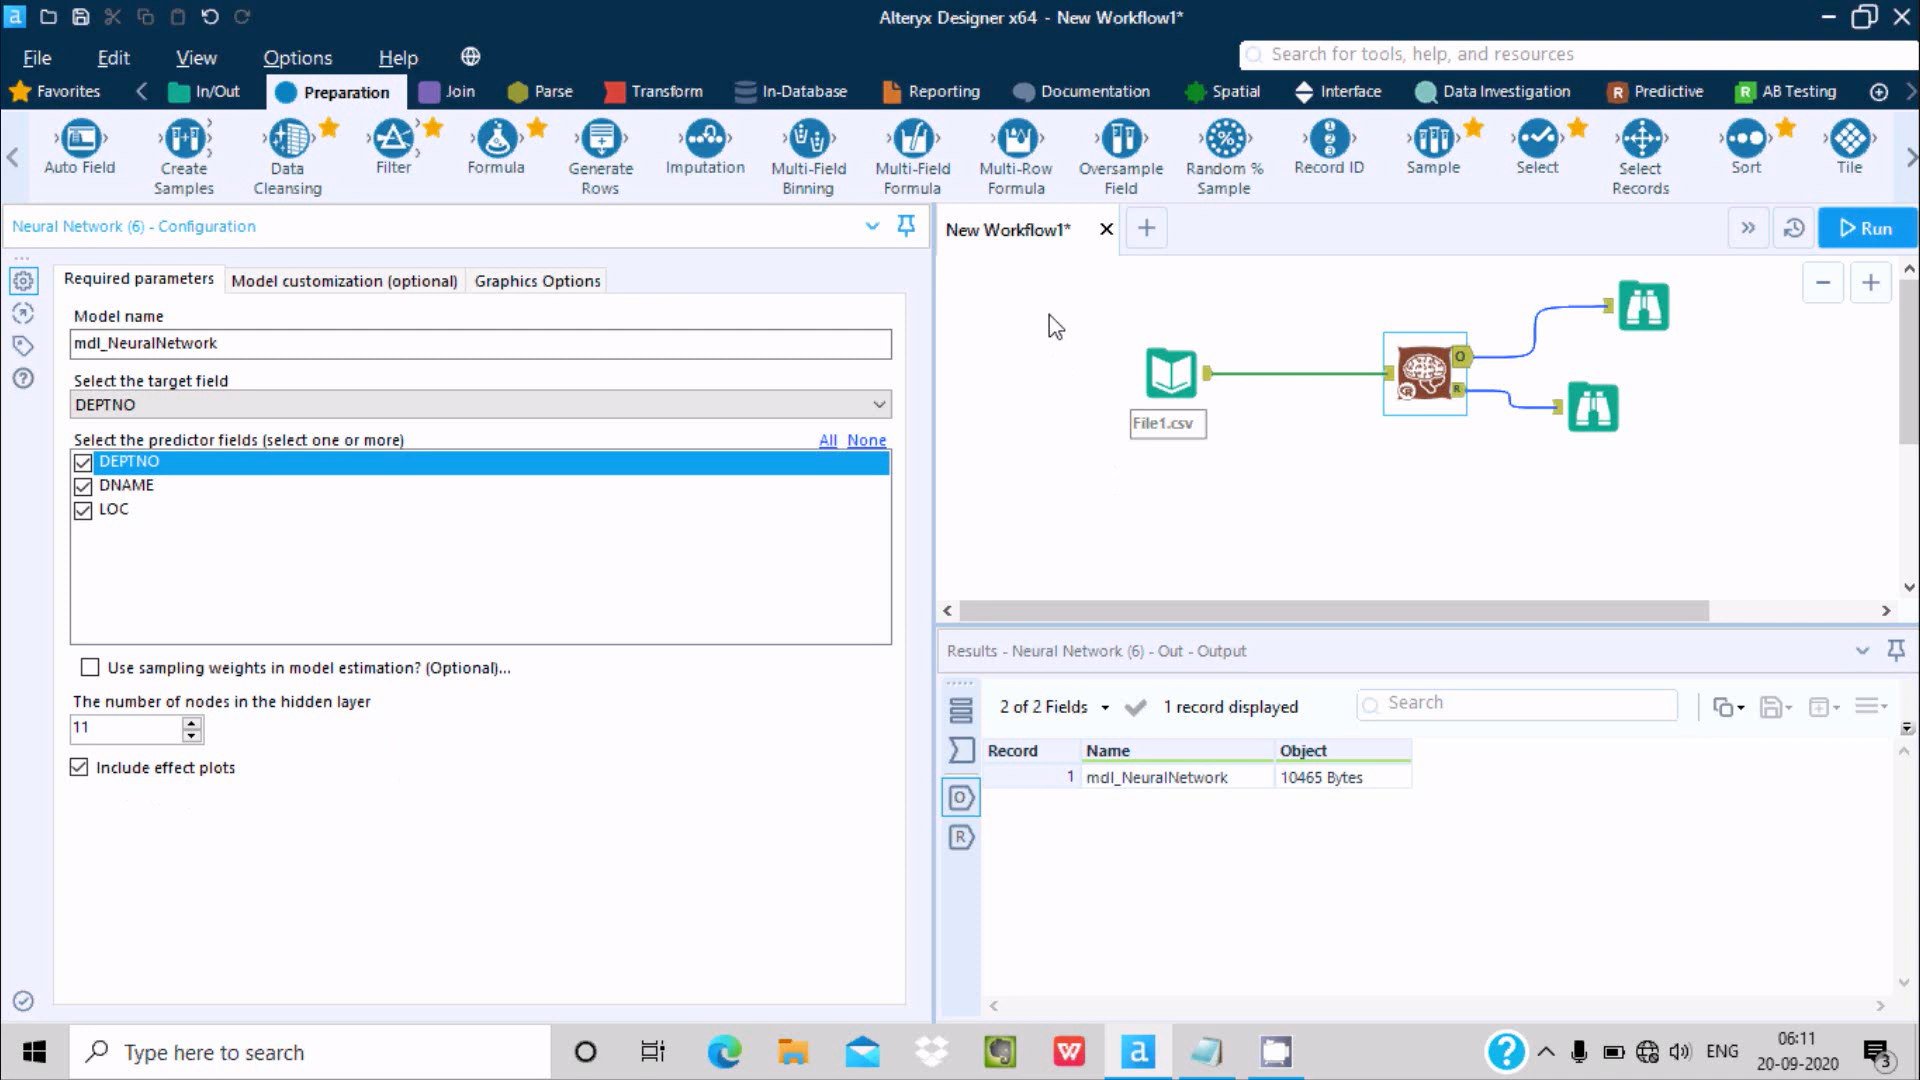 Alteryx Designer x64 - New Workflow1*
File Edit View Options Help
Search for tools, help, and resources
Favorites In/Out Preparation Join Parse Transform In-Database Reporting Documentation Spatial Interface Data Investigation Predictive AB Testing
Auto Field
Create Samples
Data Cleansing
Filter
Formula
Generate Rows
Imputation
Multi-Field Binning
Multi-Field Formula
Multi-Row Formula
Oversample Field
Random % Sample
Record ID
Sample
Select
Select Records
Sort
Tile
Neural Network (6) - Configuration
Required parameters Model customization (optional) Graphics Options
Model name
mdl_NeuralNetwork
Select the target field
DEPTNO
Select the predictor fields (select one or more) All None
DEPTNO
DNAME
LOC
Use sampling weights in model estimation? (Optional)...
The number of nodes in the hidden layer
11
Include effect plots
New Workflow1*
Run
O
R
File1.csv
Results - Neural Network (6) - Out - Output
2 of 2 Fields 1 record displayed Search
Record Name Object
1 mdl_NeuralNetwork 10465 Bytes
O
R
Type here to search
ENG
06:11
20-09-2020
3